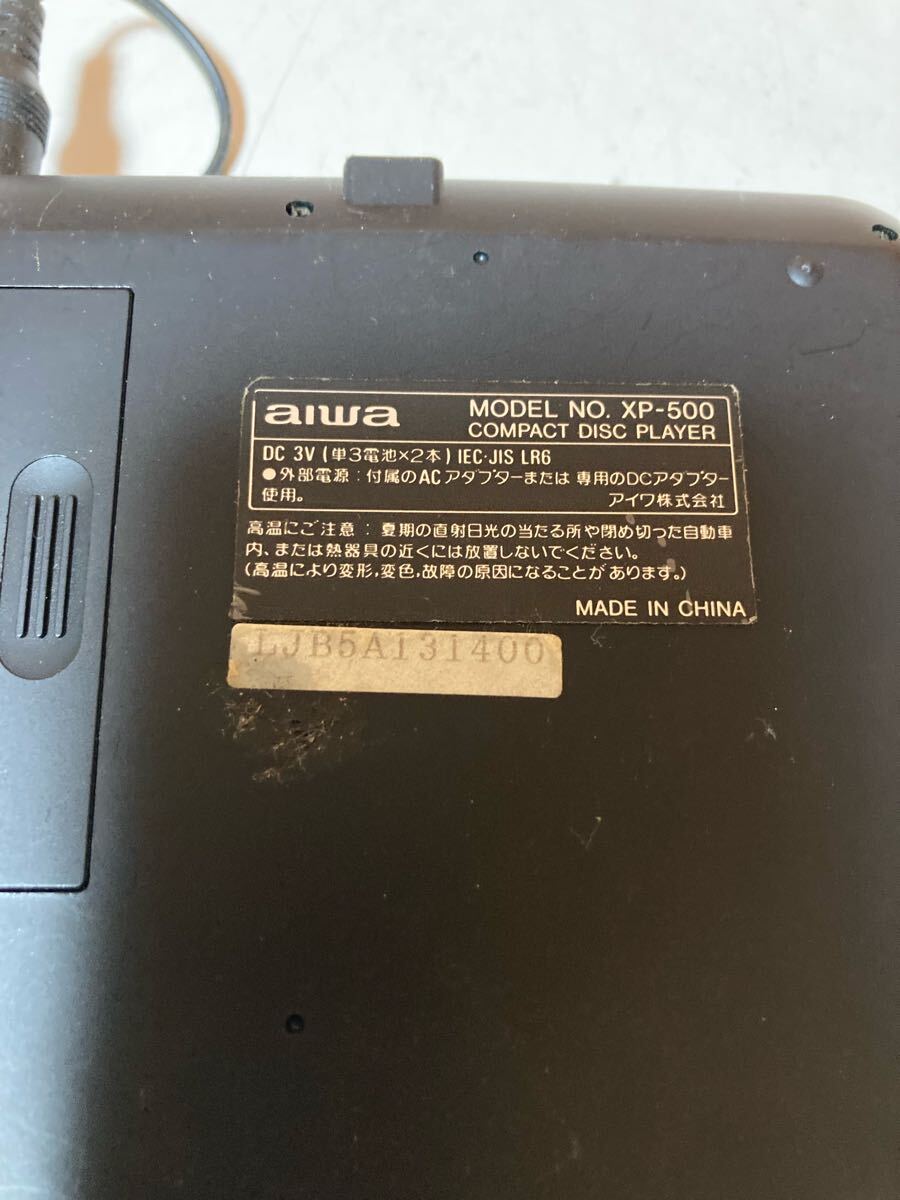 aiwa
MODEL NO. XP-500
COMPACT DISC PLAYER
DC 3V (単3電池×2本) IEC·JIS LR6
●外部電源：付属のACアダプターまたは 専用のDCアダプター
使用。 アイワ株式会社
高温にご注意：夏期の直射日光の当たる所や閉め切った自動車
内、または熱器具の近くには放置しないでください。
(高温により変形,変色,故障の原因になることがあります。)
MADE IN CHINA
LJB5A131400